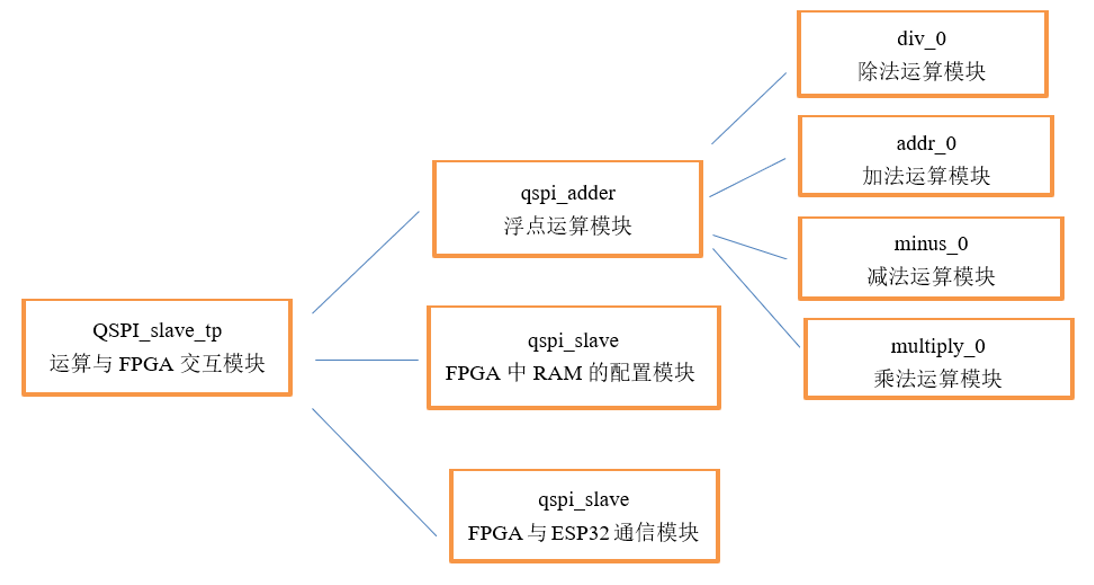 QSPI_slave_tp
运算与 FPGA 交互模块
qspi_adder
浮点运算模块
qspi_slave
FPGA 中 RAM 的配置模块
qspi_slave
FPGA 与 ESP32 通信模块
div_0
除法运算模块
addr_0
加法运算模块
minus_0
减法运算模块
multiply_0
乘法运算模块